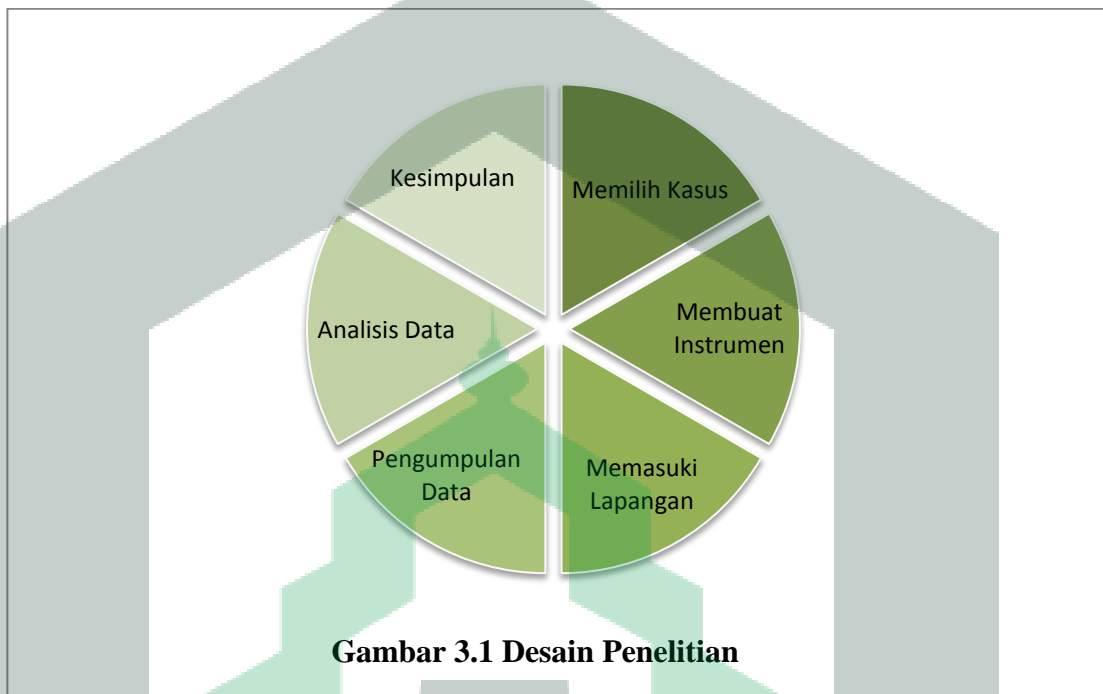 Kesimpulan
Memilih Kasus
Membuat
Instrumen
Memasuki
Lapangan
Pengumpulan
Data
Analisis Data
Gambar 3.1 Desain Penelitian